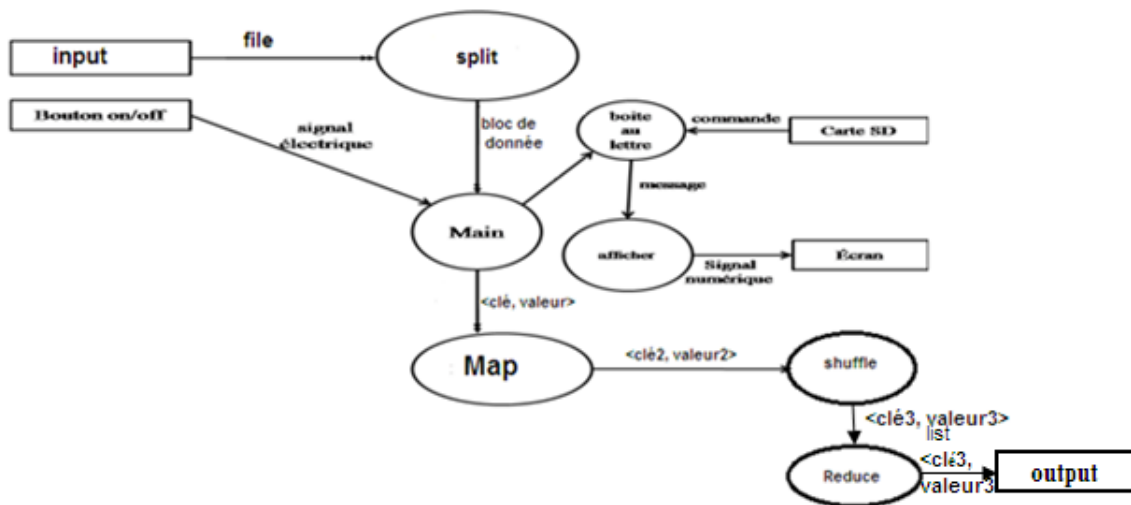 input
file
split
Bouton on/off
signal
électrique
bloc de
donnée
boîte
au
lettre
commande
Carte SD
message
Main
afficher
Signal
numérique
Écran
<clé, valeur>
Map
<clé2, valeur2>
shuffle
<clé3, valeur3>
list
<clé3,
valeur3
Reduce
output